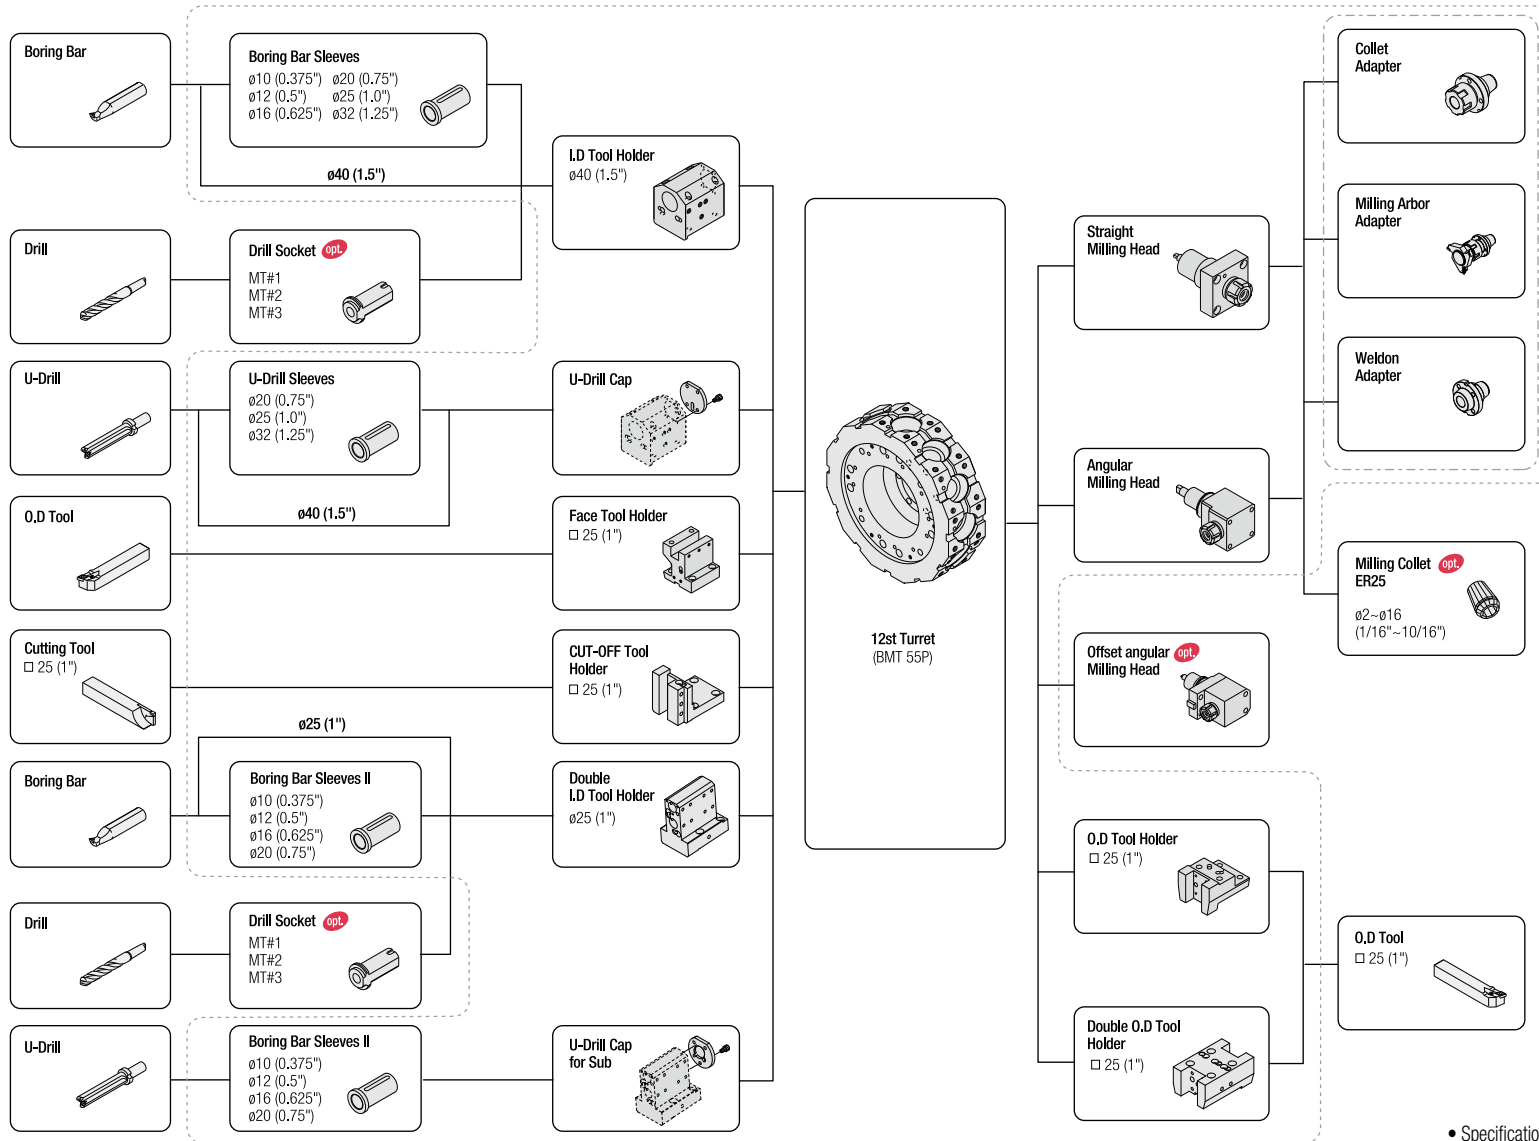 Boring Bar
Boring Bar Sleeves
ø10 (0.375") ø20 (0.75")
ø12 (0.5") ø25 (1.0")
ø16 (0.625") ø32 (1.25")
ø40 (1.5")
I.D Tool Holder
ø40 (1.5")
Drill
Drill Socket opt.
MT#1
MT#2
MT#3
U-Drill
U-Drill Sleeves
ø20 (0.75")
ø25 (1.0")
ø32 (1.25")
U-Drill Cap
ø40 (1.5")
O.D Tool
Face Tool Holder
□ 25 (1")
Cutting Tool
□ 25 (1")
CUT-OFF Tool
Holder
□ 25 (1")
ø25 (1")
Boring Bar
Boring Bar Sleeves II
ø10 (0.375")
ø12 (0.5")
ø16 (0.625")
ø20 (0.75")
Double
I.D Tool Holder
ø25 (1")
Drill
Drill Socket opt.
MT#1
MT#2
MT#3
U-Drill
Boring Bar Sleeves II
ø10 (0.375")
ø12 (0.5")
ø16 (0.625")
ø20 (0.75")
U-Drill Cap
for Sub
12st Turret
(BMT 55P)
Straight
Milling Head
Angular
Milling Head
Offset angular opt.
Milling Head
O.D Tool Holder
□ 25 (1")
Double O.D Tool
Holder
□ 25 (1")
Collet
Adapter
Milling Arbor
Adapter
Weldon
Adapter
Milling Collet opt.
ER25
ø2~ø16
(1/16"~10/16")
O.D Tool
□ 25 (1")
• Specificatio